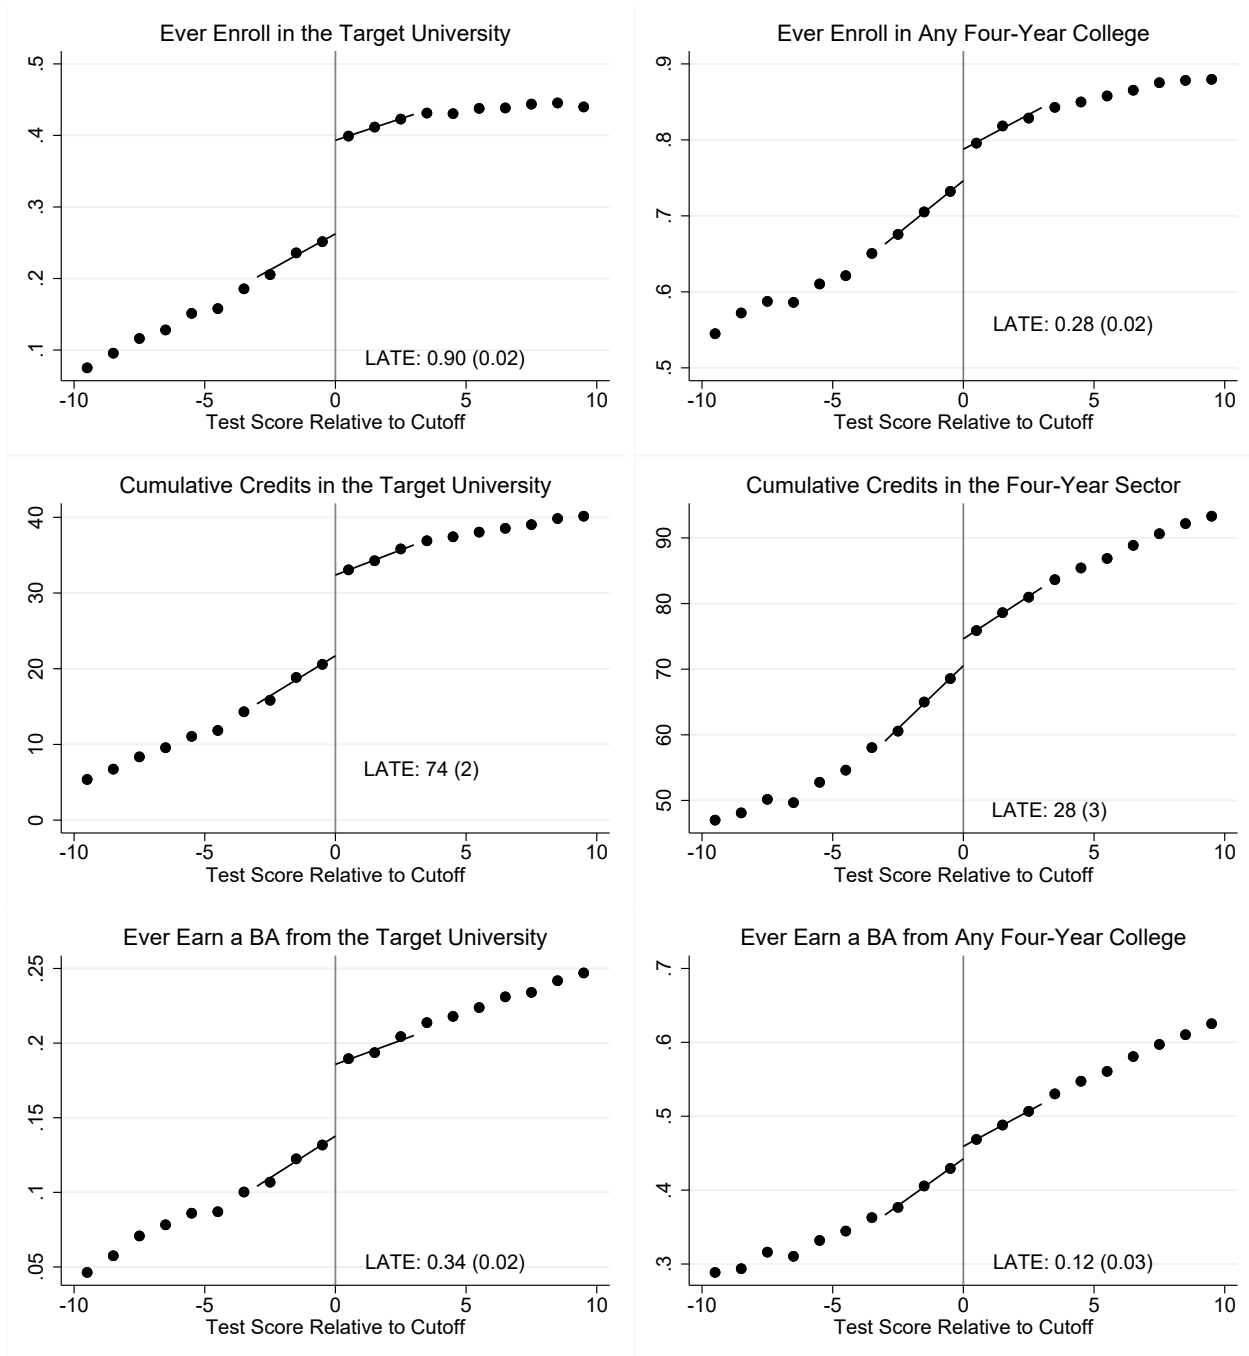 Ever Enroll in the Target University
.5
.4
.3
.2
.1
LATE: 0.90 (0.02)
-10 -5 0 5 10
Test Score Relative to Cutoff
Ever Enroll in Any Four-Year College
.9
.8
.7
.6
.5
LATE: 0.28 (0.02)
-10 -5 0 5 10
Test Score Relative to Cutoff
Cumulative Credits in the Target University
40
30
20
10
0
LATE: 74 (2)
-10 -5 0 5 10
Test Score Relative to Cutoff
Cumulative Credits in the Four-Year Sector
90
80
70
60
50
LATE: 28 (3)
-10 -5 0 5 10
Test Score Relative to Cutoff
Ever Earn a BA from the Target University
.25
.2
.15
.1
.05
LATE: 0.34 (0.02)
-10 -5 0 5 10
Test Score Relative to Cutoff
Ever Earn a BA from Any Four-Year College
.7
.6
.5
.4
.3
LATE: 0.12 (0.03)
-10 -5 0 5 10
Test Score Relative to Cutoff